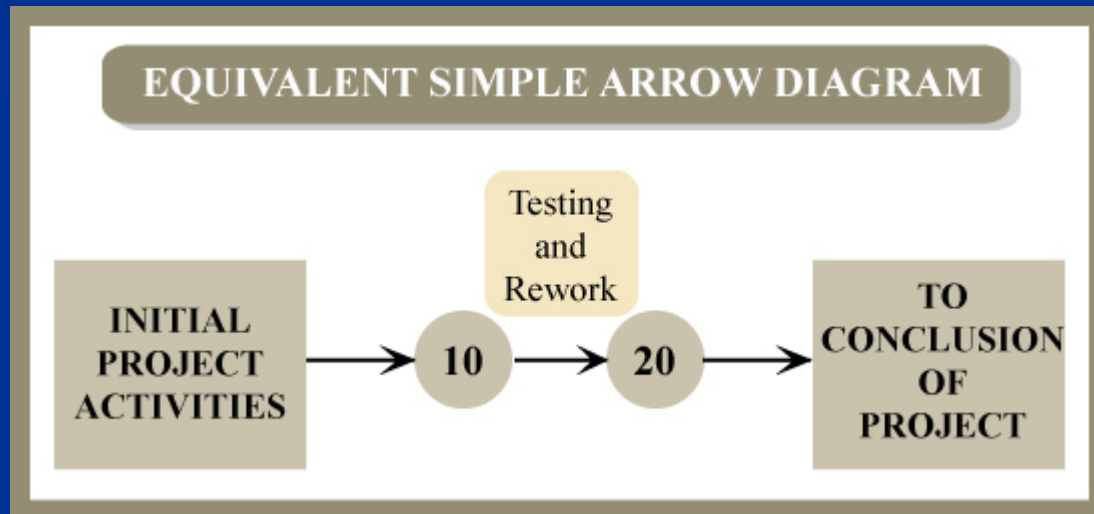 EQUIVALENT SIMPLE ARROW DIAGRAM
Testing
and
Rework
INITIAL
PROJECT
ACTIVITIES
10
20
TO
CONCLUSION
OF
PROJECT